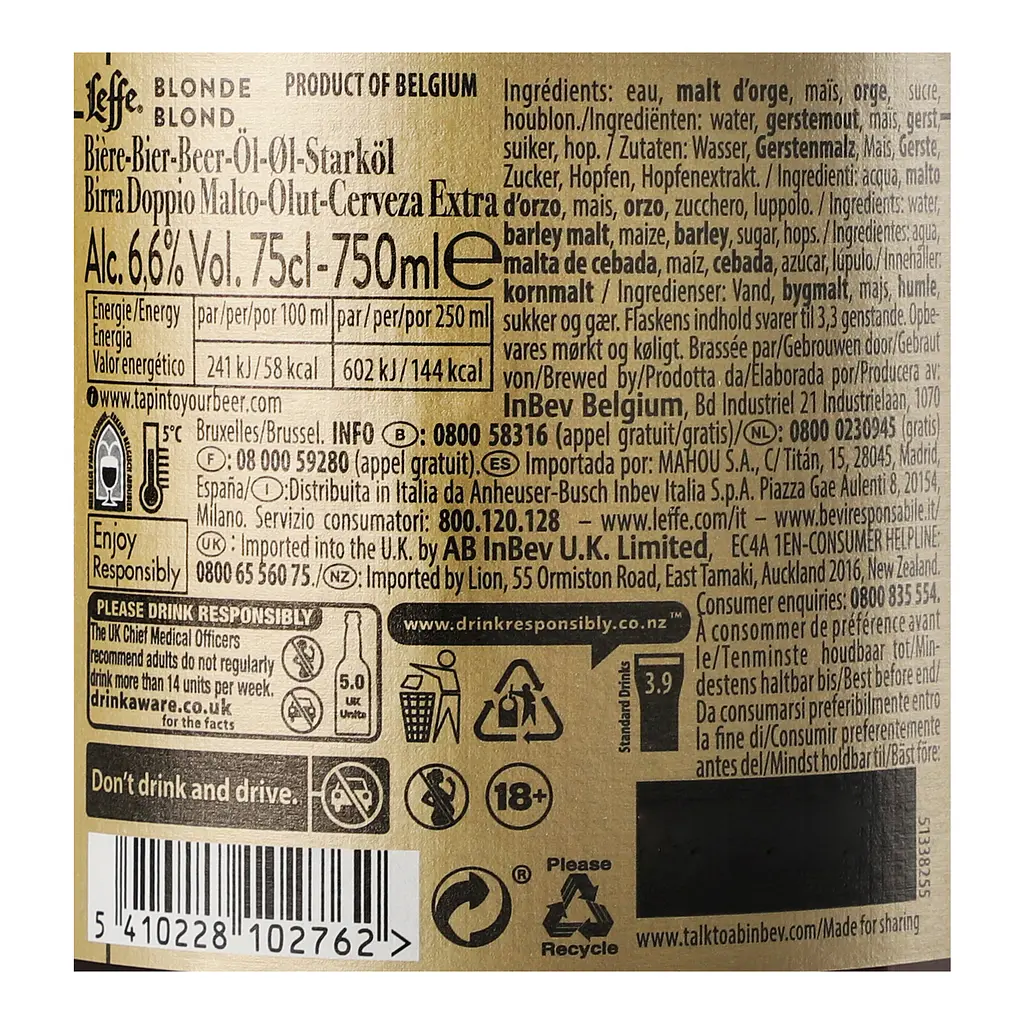 Leffe® BLONDE BLOND
PRODUCT OF BELGIUM
Bière-Bier-Beer-Öl-Øl-Starköl
Birra Doppio Malto-Olut-Cerveza Extra
Alc. 6,6% Vol. 75cl-750ml e
Energie/Energy Energia Valor energético
par/per/por 100 ml par/per/por 250 ml
241 kJ/58 kcal 602 kJ/144 kcal
www.tapintoyourbeer.com
Ingrédients: eau, malt d'orge, maïs, orge, sucre,
houblon./Ingrediënten: water, gerstemout, maïs, gerst,
suiker, hop. / Zutaten: Wasser, Gerstenmalz, Mais, Gerste,
Zucker, Hopfen, Hopfenextrakt. / Ingredienti: acqua, malto
d'orzo, mais, orzo, zucchero, luppolo. / Ingredients: water,
barley malt, maize, barley, sugar, hops. / Ingredientes: agua,
malta de cebada, maíz, cebada, azúcar, lúpulo./ Innehåller:
kornmalt / Ingredienser: Vand, bygmalt, majs, humle,
sukker og gær. Flaskens indhold svarer til 3,3 genstande. Opbe-
vares mørkt og køligt. Brassée par/Gebrouwen door/Gebraut
von/Brewed by/Prodotta da/Elaborada por/Producera av:
InBev Belgium, Bd Industriel 21 Industrielaan, 1070
Bruxelles/Brussel. INFO B: 0800 58316 (appel gratuit/gratis)/NL: 0800 0230945 (gratis)
F: 08 000 59280 (appel gratuit). ES Importada por: MAHOU S.A., C/ Titán, 15, 28045, Madrid,
España/I:Distribuita in Italia da Anheuser-Busch Inbev Italia S.p.A. Piazza Gae Aulenti 8, 20154,
Milano. Servizio consumatori: 800.120.128 – www.leffe.com/it – www.beviresponsabile.it/
UK: Imported into the U.K. by AB InBev U.K. Limited, EC4A 1EN-CONSUMER HELPLINE:
0800 65 560 75./NZ: Imported by Lion, 55 Ormiston Road, East Tamaki, Auckland 2016, New Zealand.
Consumer enquiries: 0800 835 554.
À consommer de préférence avant
le/Tenminste houdbaar tot/Min-
destens haltbar bis/Best before end/
Da consumarsi preferibilmente entro
la fine di/Consumir preferentemente
antes del/Mindst holdbar til/Bäst före:
5°C
Enjoy
Responsibly
PLEASE DRINK RESPONSIBLY
The UK Chief Medical Officers
recommend adults do not regularly
drink more than 14 units per week.
drinkaware.co.uk
for the facts
5.0
UK
Units
www.drinkresponsibly.co.nz™
Standard Drinks
3.9
Don't drink and drive.
18+
51338255
5 410228 102762 >
®
Please
Recycle
www.talktoabinbev.com/Made for sharing